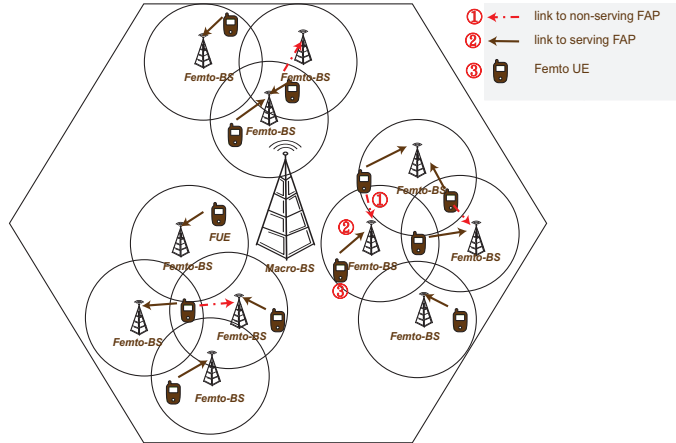 ① link to non-serving FAP
② link to serving FAP
③ Femto UE
Femto-BS
Femto-BS
Femto-BS
Femto-BS
①
②
FUE
Femto-BS
Macro-BS
Femto-BS
Femto-BS
③
Femto-BS
Femto-BS
Femto-BS
Femto-BS